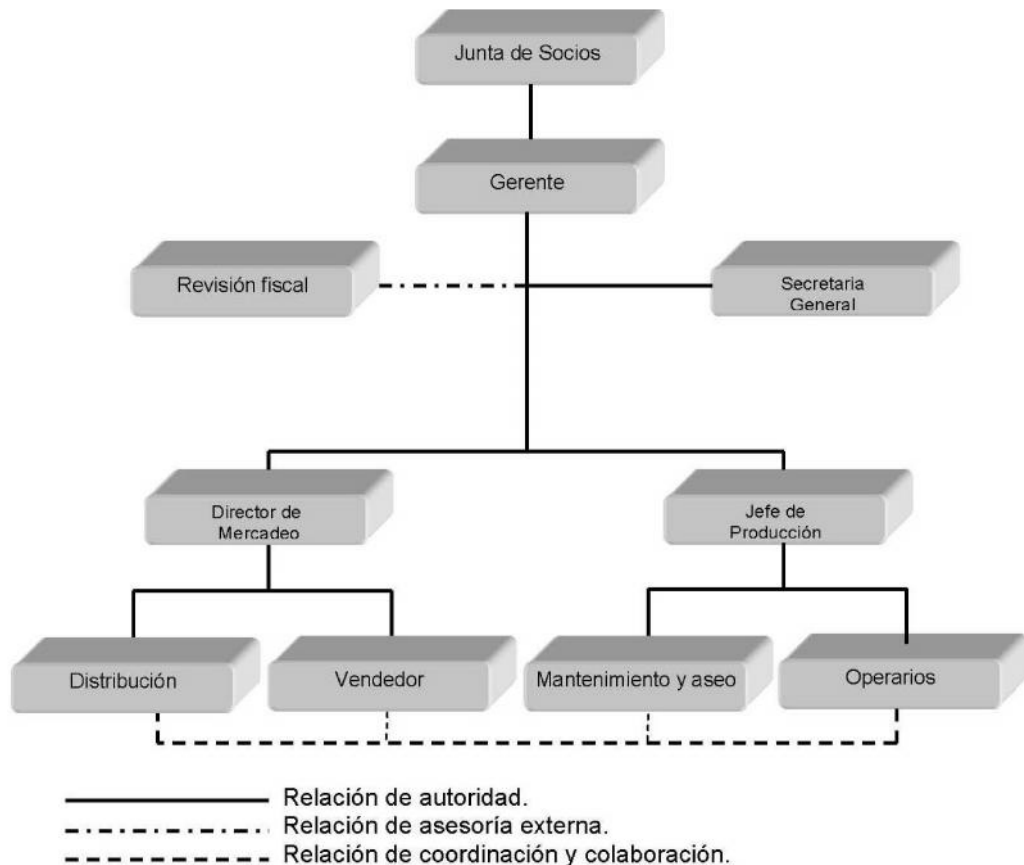 Junta de Socios
Gerente
Revisión fiscal
Secretaria
General
Director de
Mercadeo
Jefe de
Producción
Distribución
Vendedor
Mantenimiento y aseo
Operarios
Relación de autoridad.
Relación de asesoría externa.
Relación de coordinación y colaboración.